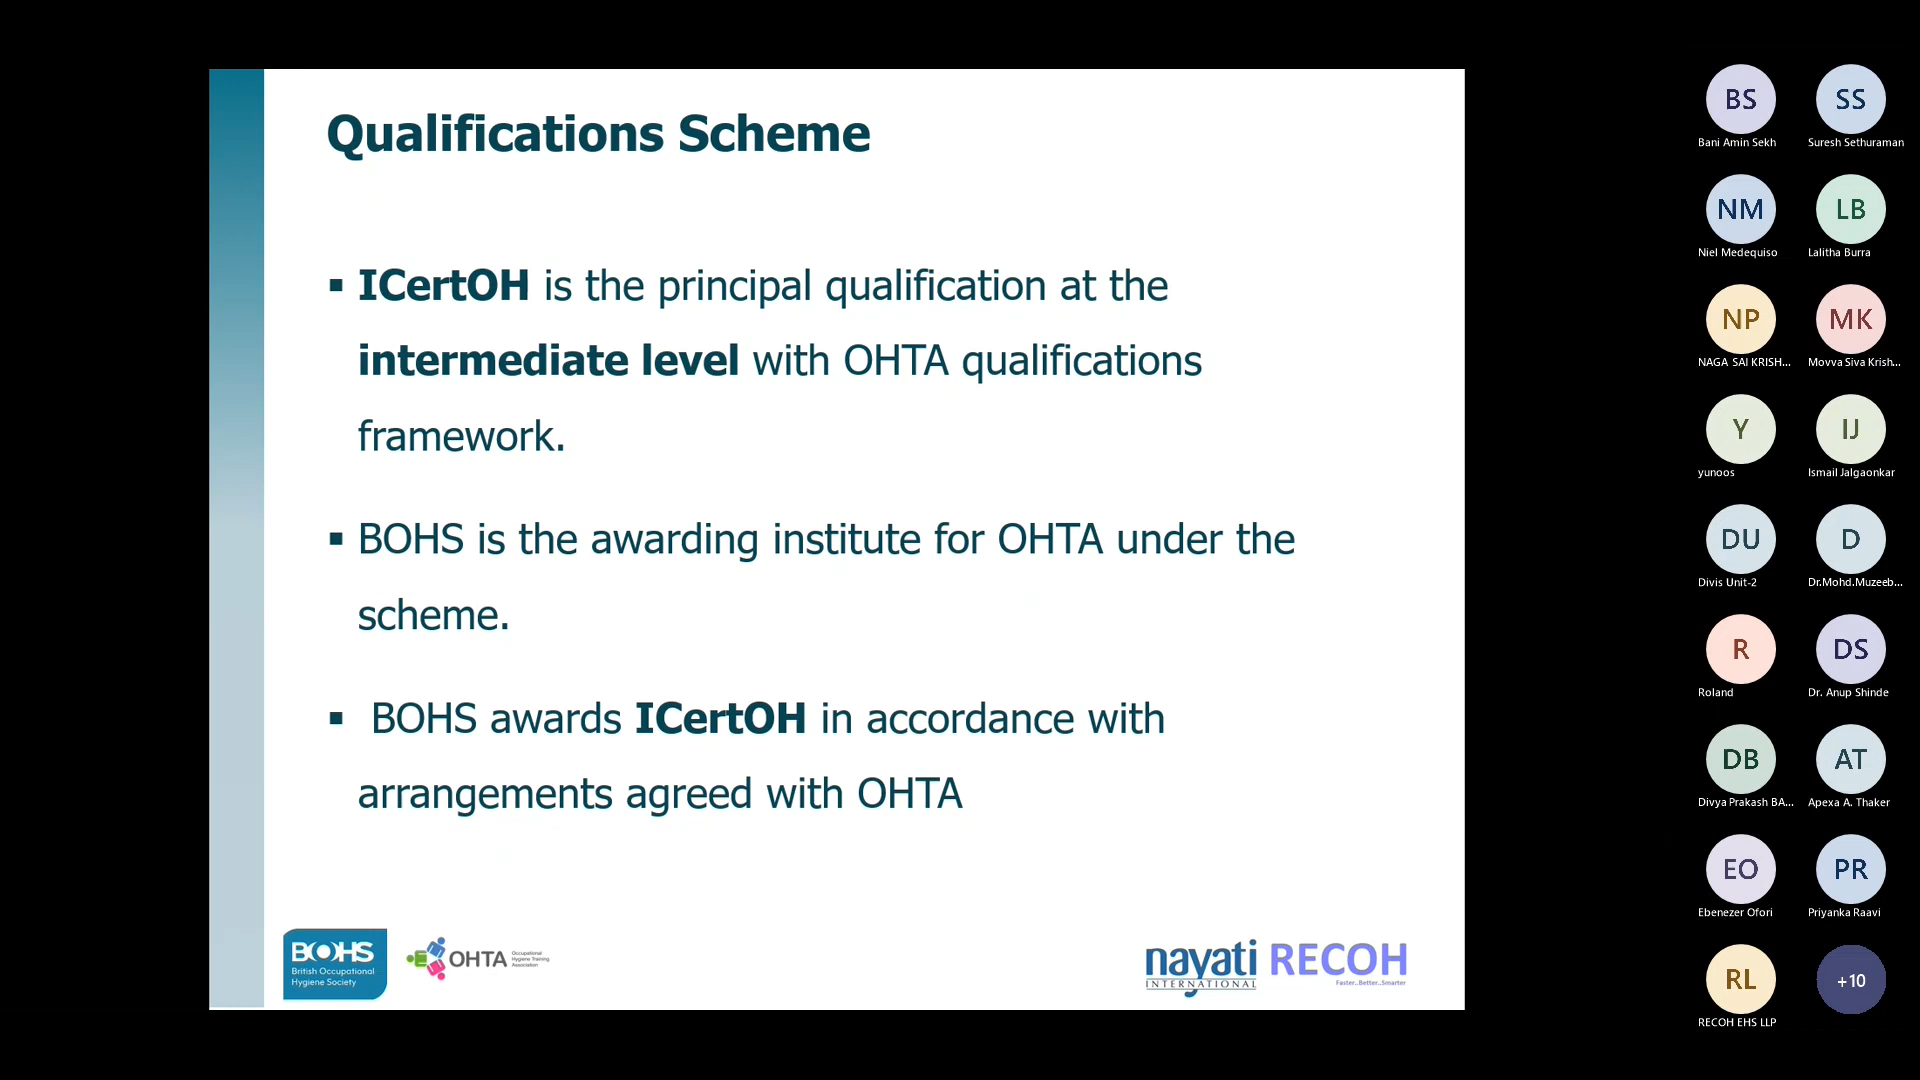 Qualifications Scheme
▪ ICertOH is the principal qualification at the
intermediate level with OHTA qualifications
framework.
▪ BOHS is the awarding institute for OHTA under the
scheme.
▪ BOHS awards ICertOH in accordance with
arrangements agreed with OHTA
BOHS
British Occupational
Hygiene Society
OHTA
Occupational
Hygiene Training
Association
nayati
INTERNATIONAL
RECOH
Faster..Better..Smarter
BS SS
Bani Amin Sekh Suresh Sethuraman
NM LB
Niel Medequiso Lalitha Burra
NP MK
NAGA SAI KRISH... Movva Siva Krish...
Y IJ
yunoos Ismail Jalgaonkar
DU D
Divis Unit-2 Dr.Mohd.Muzeeb...
R DS
Roland Dr. Anup Shinde
DB AT
Divya Prakash BA... Apexa A. Thaker
EO PR
Ebenezer Ofori Priyanka Raavi
RL +10
RECOH EHS LLP